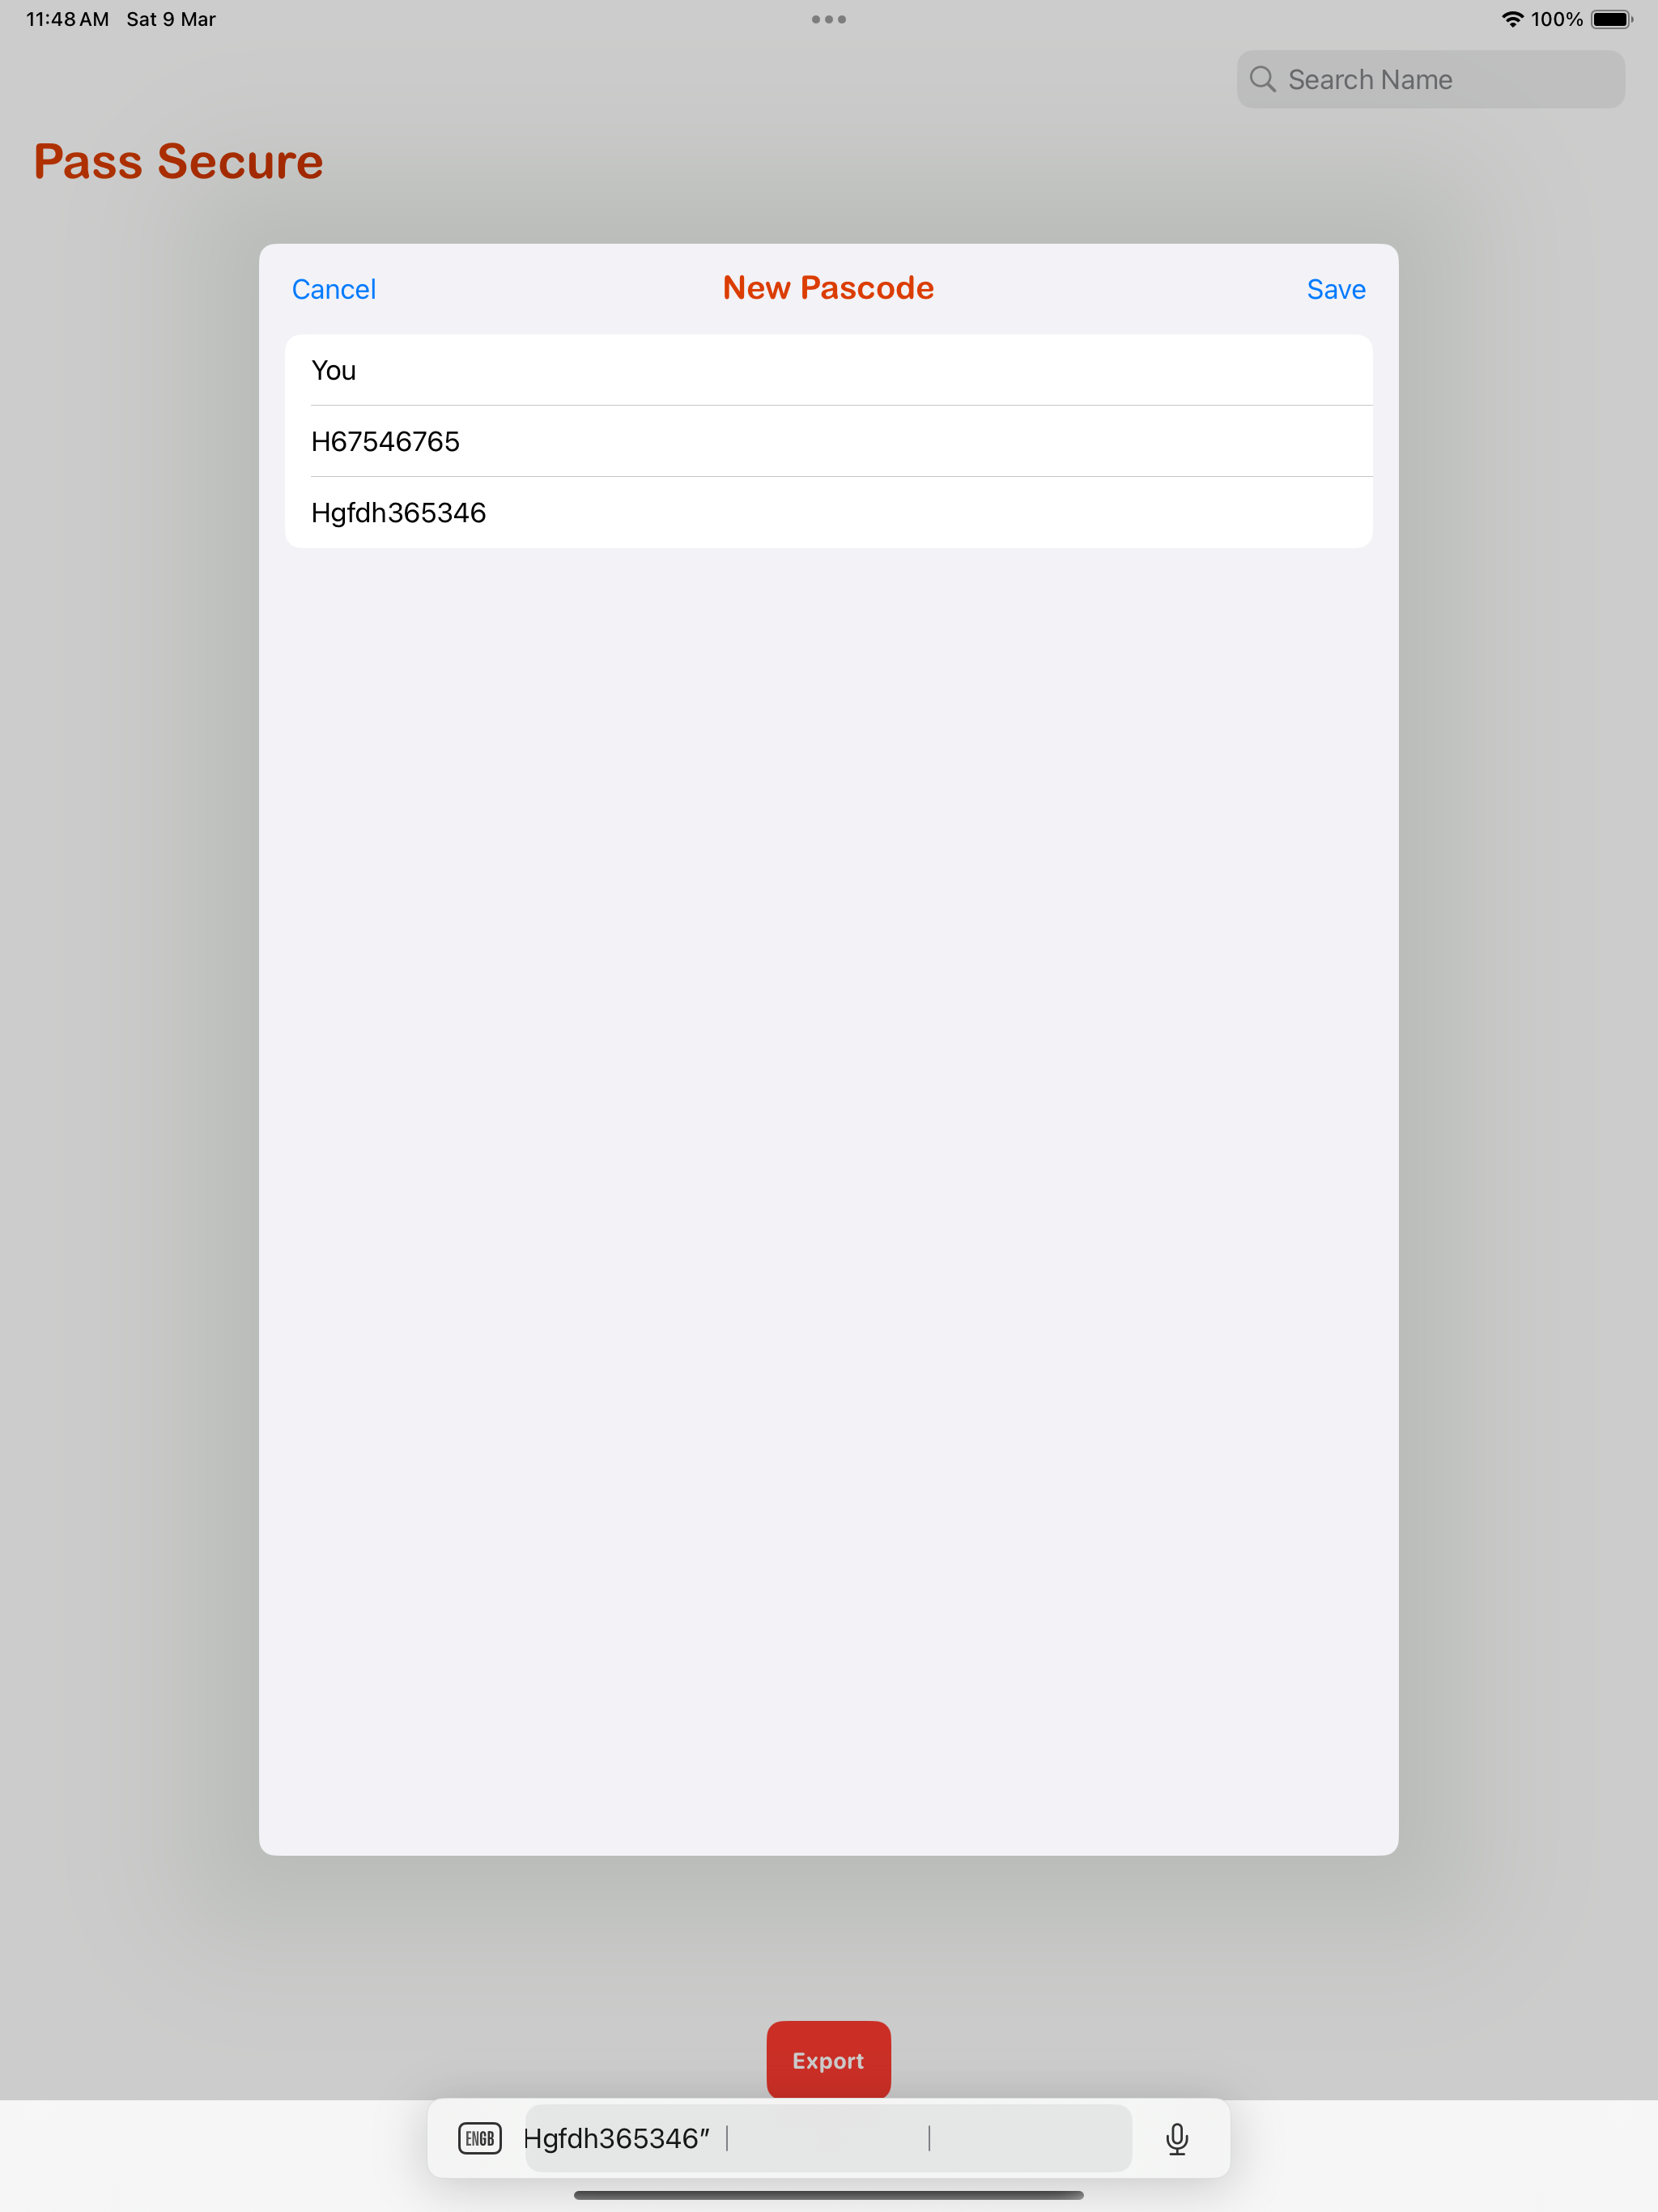 11:48 AM Sat 9 Mar
100%
Search Name
Pass Secure
Cancel
New Pascode
Save
You
H67546765
Hgfdh365346
Export
ENGB
Hgfdh365346”